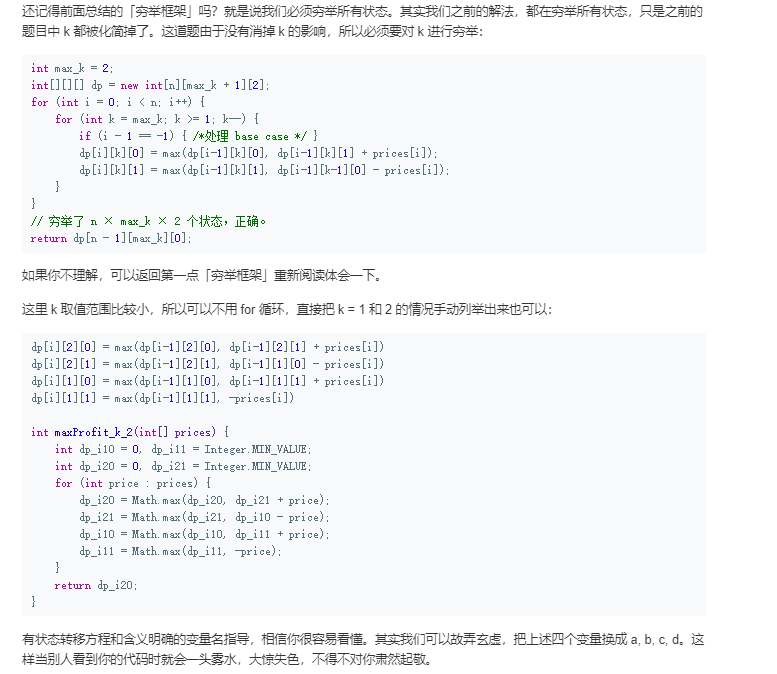 还记得前面总结的「穷举框架」吗？就是说我们必须穷举所有状态。其实我们之前的解法，都在穷举所有状态，只是之前的
题目中 k 都被化简掉了。这道题由于没有消掉 k 的影响，所以必须要对 k 进行穷举：
int max_k = 2;
int[][][] dp = new int[n][max_k + 1][2];
for (int i = 0; i < n; i++) {
    for (int k = max_k; k >= 1; k--) {
        if (i - 1 == -1) { /*处理 base case */ }
        dp[i][k][0] = max(dp[i-1][k][0], dp[i-1][k][1] + prices[i]);
        dp[i][k][1] = max(dp[i-1][k][1], dp[i-1][k-1][0] - prices[i]);
    }
}
// 穷举了 n × max_k × 2 个状态，正确。
return dp[n - 1][max_k][0];
如果你不理解，可以返回第一点「穷举框架」重新阅读体会一下。
这里 k 取值范围比较小，所以可以不用 for 循环，直接把 k = 1 和 2 的情况手动列举出来也可以：
dp[i][2][0] = max(dp[i-1][2][0], dp[i-1][2][1] + prices[i])
dp[i][2][1] = max(dp[i-1][2][1], dp[i-1][1][0] - prices[i])
dp[i][1][0] = max(dp[i-1][1][0], dp[i-1][1][1] + prices[i])
dp[i][1][1] = max(dp[i-1][1][1], -prices[i])
int maxProfit_k_2(int[] prices) {
    int dp_i10 = 0, dp_i11 = Integer.MIN_VALUE;
    int dp_i20 = 0, dp_i21 = Integer.MIN_VALUE;
    for (int price : prices) {
        dp_i20 = Math.max(dp_i20, dp_i21 + price);
        dp_i21 = Math.max(dp_i21, dp_i10 - price);
        dp_i10 = Math.max(dp_i10, dp_i11 + price);
        dp_i11 = Math.max(dp_i11, -price);
    }
    return dp_i20;
}
有状态转移方程和含义明确的变量名指导，相信你很容易看懂。其实我们可以故弄玄虚，把上述四个变量换成 a, b, c, d。这
样当别人看到你的代码时就会一头雾水，大惊失色，不得不对你肃然起敬。